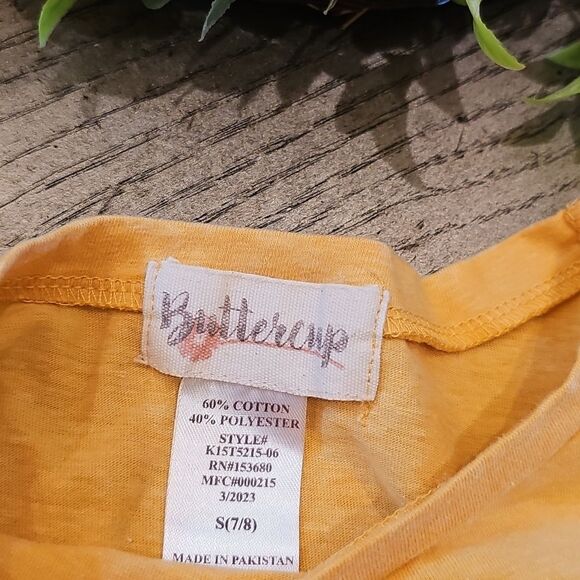 Buttercup
60% COTTON
40% POLYESTER
STYLE#
K15T5215-06
RN#153680
MFC#000215
3/2023
S(7/8)
MADE IN PAKISTAN